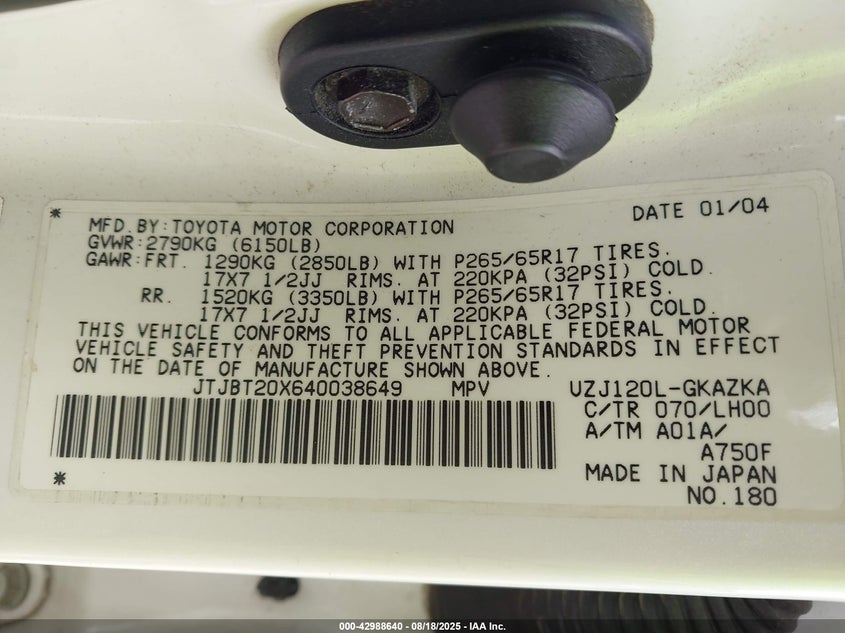 * DATE 01/04
MFD.BY:TOYOTA MOTOR CORPORATION
GVWR:2790KG (6150LB)
GAWR:FRT. 1290KG (2850LB) WITH P265/65R17 TIRES.
17X7 1/2JJ RIMS. AT 220KPA (32PSI) COLD.
RR. 1520KG (3350LB) WITH P265/65R17 TIRES.
17X7 1/2JJ RIMS. AT 220KPA (32PSI) COLD.
THIS VEHICLE CONFORMS TO ALL APPLICABLE FEDERAL MOTOR
VEHICLE SAFETY AND THEFT PREVENTION STANDARDS IN EFFECT
ON THE DATE OF MANUFACTURE SHOWN ABOVE.
JTJBT20X640038649 MPV UZJ120L-GKAZKA
C/TR 070/LH00
A/TM A01A/
A750F
* MADE IN JAPAN
NO.180
000-42988640 - 08/18/2025 - IAA Inc.